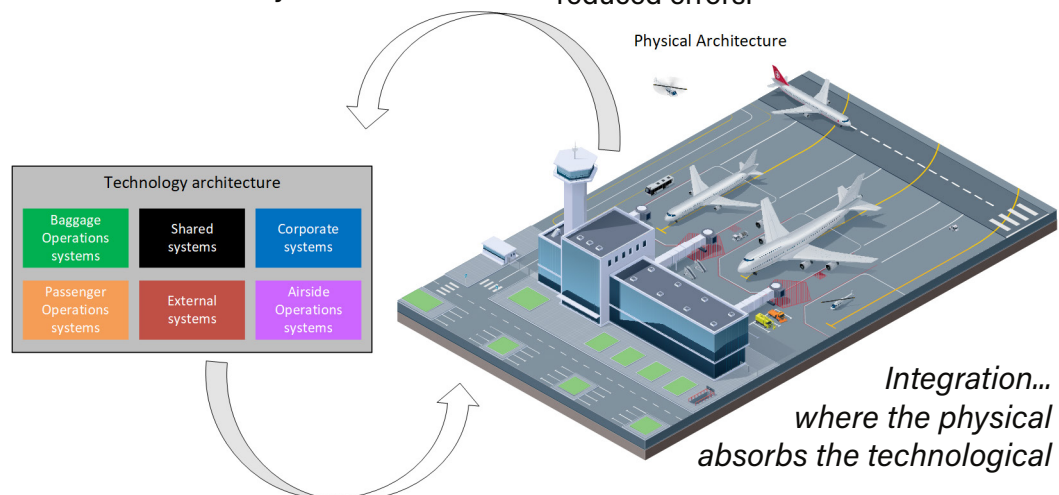 reduced errors.
Physical Architecture
Technology architecture
Baggage
Operations
systems
Shared
systems
Corporate
systems
Passenger
Operations
systems
External
systems
Airside
Operations
systems
Integration...
where the physical
absorbs the technological